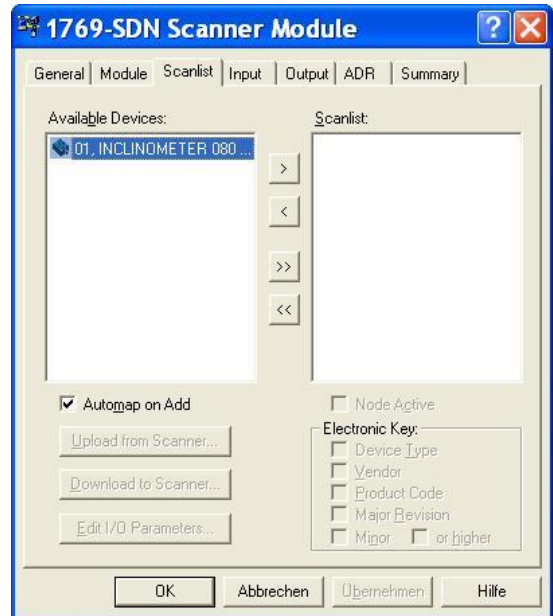 1769-SDN Scanner Module
General Module Scanlist Input Output ADR Summary
Available Devices: Scanlist:
01, INCLINOMETER 080 ...
>
<
>>
<<
Automap on Add
Node Active
Upload from Scanner...
Electronic Key:
Device Type
Vendor
Download to Scanner...
Product Code
Major Revision
Edit I/O Parameters...
Minor or higher
OK Abbrechen Übernehmen Hilfe